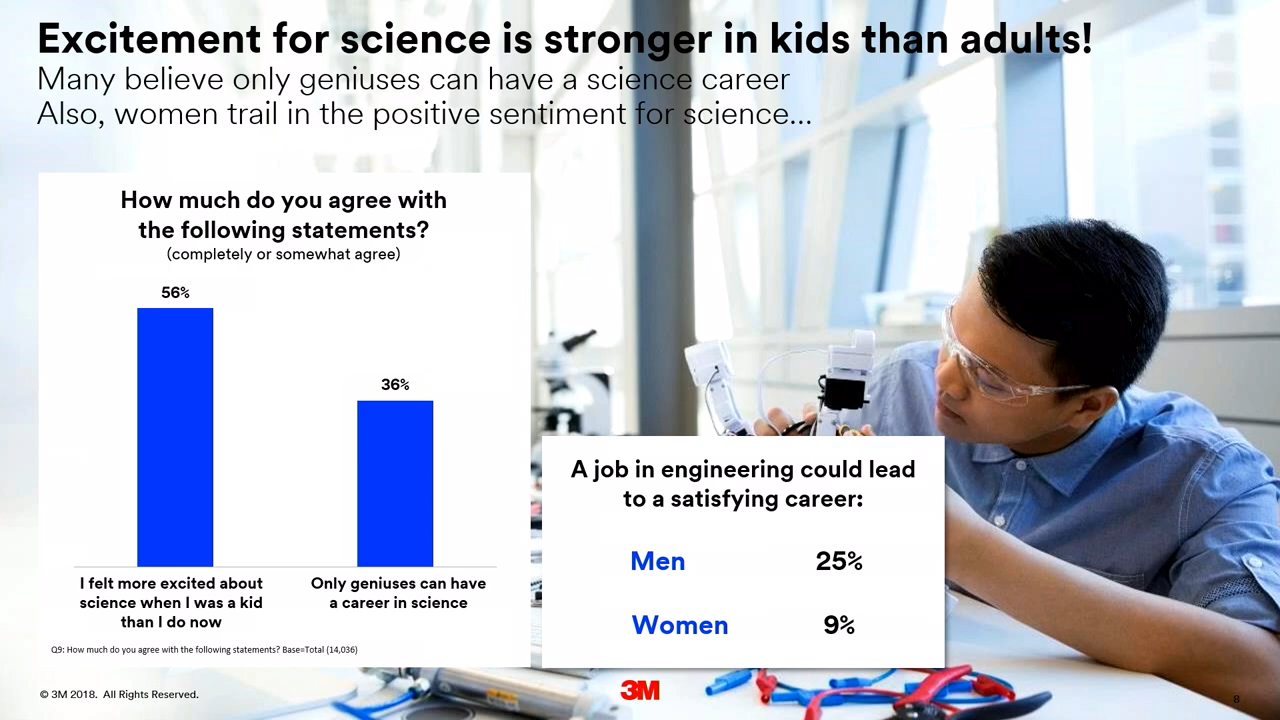 Excitement for science is stronger in kids than adults!
Many believe only geniuses can have a science career
Also, women trail in the positive sentiment for science...
How much do you agree with
the following statements?
(completely or somewhat agree)
56%
36%
I felt more excited about
science when I was a kid
than I do now
Only geniuses can have
a career in science
Q9: How much do you agree with the following statements? Base=Total (14,036)
A job in engineering could lead
to a satisfying career:
Men 25%
Women 9%
© 3M 2018. All Rights Reserved.
3M
8